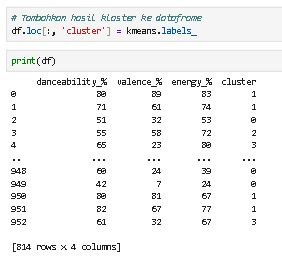 # Tambahkan hasil kloster ke dataframe
df.loc[:, 'cluster'] = kmeans.labels_
print(df)
danceability_% valence_% energy_% cluster
0 80 89 83 1
1 71 61 74 1
2 51 32 53 0
3 55 58 72 2
4 65 23 80 3
.. ... ... ... ...
948 60 24 39 0
949 42 7 24 0
950 80 81 67 1
951 82 67 77 1
952 61 32 67 3
[814 rows x 4 columns]